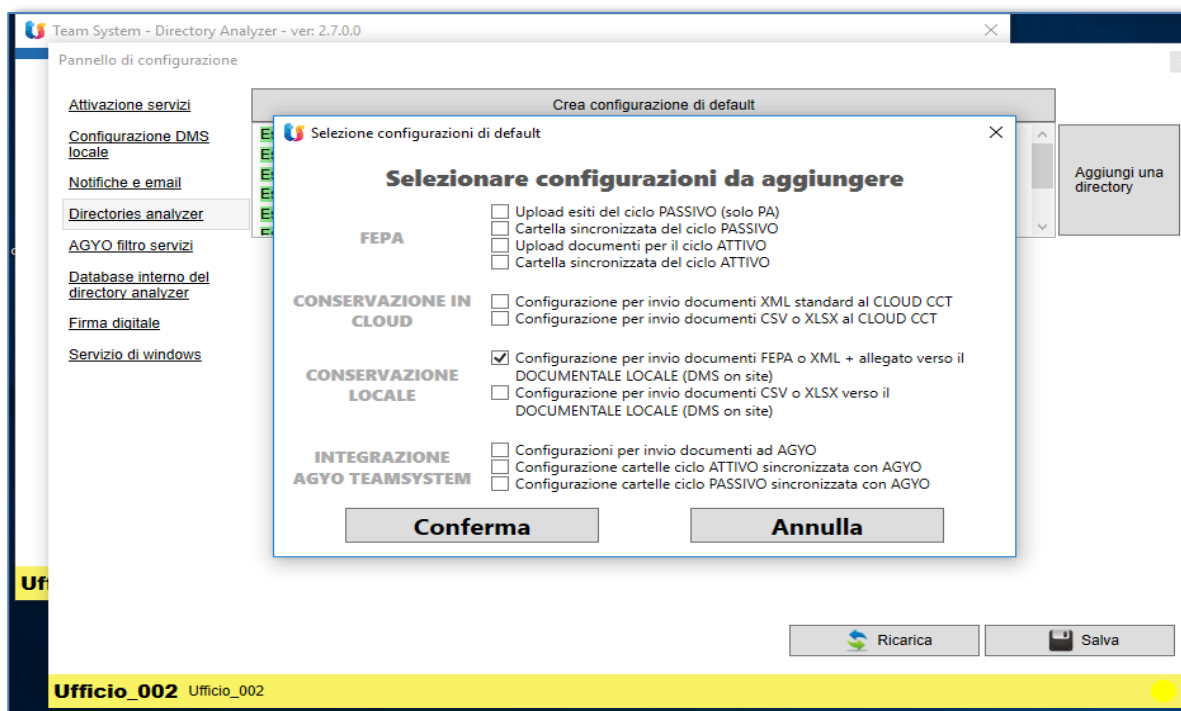 Team System - Directory Analyzer - ver: 2.7.0.0
Pannello di configurazione
Attivazione servizi
Configurazione DMS
locale
Notifiche e email
Directories analyzer
AGYO filtro servizi
Database interno del
directory analyzer
Firma digitale
Servizio di windows
Crea configurazione di default
Aggiungi una
directory
Selezione configurazioni di default
Selezionare configurazioni da aggiungere
FEPA
Upload esiti del ciclo PASSIVO (solo PA)
Cartella sincronizzata del ciclo PASSIVO
Upload documenti per il ciclo ATTIVO
Cartella sincronizzata del ciclo ATTIVO
CONSERVAZIONE IN
CLOUD
Configurazione per invio documenti XML standard al CLOUD CCT
Configurazione per invio documenti CSV o XLSX al CLOUD CCT
CONSERVAZIONE
LOCALE
Configurazione per invio documenti FEPA o XML + allegato verso il
DOCUMENTALE LOCALE (DMS on site)
Configurazione per invio documenti CSV o XLSX verso il
DOCUMENTALE LOCALE (DMS on site)
INTEGRAZIONE
AGYO TEAMSYSTEM
Configurazioni per invio documenti ad AGYO
Configurazione cartelle ciclo ATTIVO sincronizzata con AGYO
Configurazione cartelle ciclo PASSIVO sincronizzata con AGYO
Conferma
Annulla
Ricarica
Salva
Ufficio_002 Ufficio_002